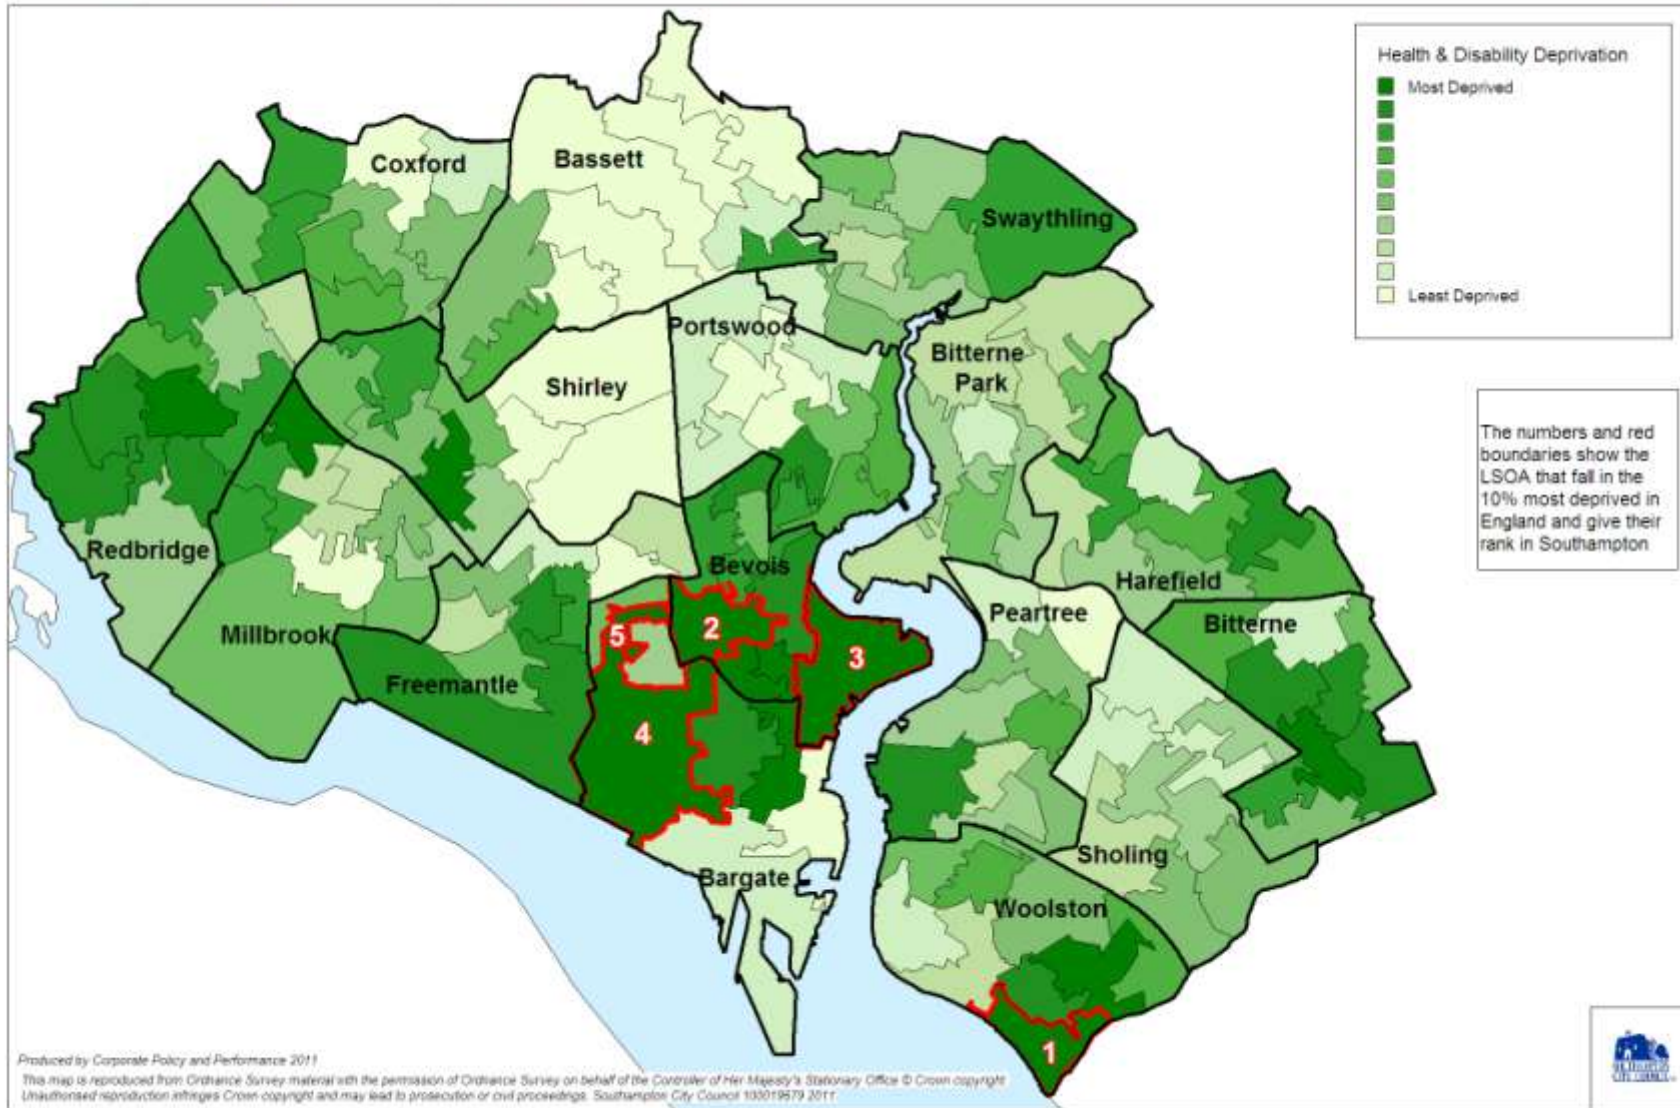 Health & Disability Deprivation
Most Deprived
Least Deprived
The numbers and red
boundaries show the
LSOA that fall in the
10% most deprived in
England and give their
rank in Southampton
Coxford
Bassett
Swaythling
Portswood
Bitterne
Park
Shirley
Redbridge
Bevois
Harefield
Peartree
Bitterne
Millbrook
5
2
3
Freemantle
4
Sholing
Bargate
Woolston
1
Produced by Corporate Policy and Performance 2011
This map is reproduced from Ordnance Survey material with the permission of Ordnance Survey on behalf of the Controller of Her Majesty's Stationary Office © Crown copyright
Unauthorised reproduction infringes Crown copyright and may lead to prosecution or civil proceedings. Southampton City Council 100019679 2011
SOUTHAMPTON
CITY COUNCIL